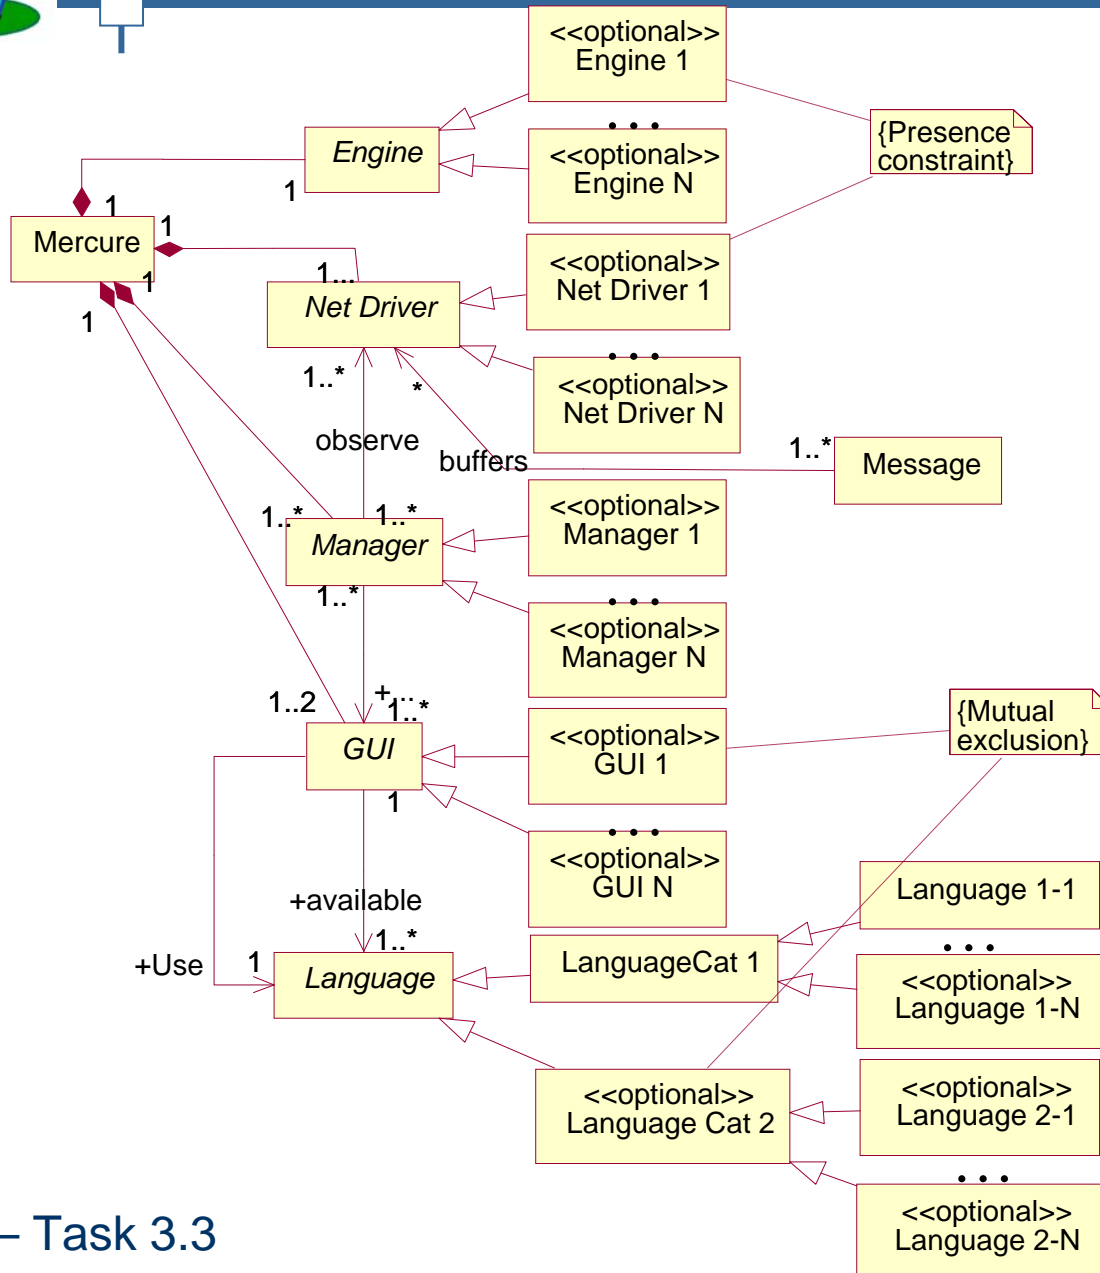 <<optional>>
Engine 1
• • •
<<optional>>
Engine N
{Presence
constraint}
Engine
1
1
Mercure
1
1
1
1...
Net Driver
<<optional>>
Net Driver 1
• • •
<<optional>>
Net Driver N
1..*
*
observe
buffers
1..*
Message
1..*
1..*
Manager
1..*
<<optional>>
Manager 1
• • •
<<optional>>
Manager N
1..2
+...
1..*
GUI
1
<<optional>>
GUI 1
• • •
<<optional>>
GUI N
{Mutual
exclusion}
+available
1..*
+Use
1
Language
LanguageCat 1
Language 1-1
• • •
<<optional>>
Language 1-N
<<optional>>
Language Cat 2
<<optional>>
Language 2-1
• • •
<<optional>>
Language 2-N
– Task 3.3